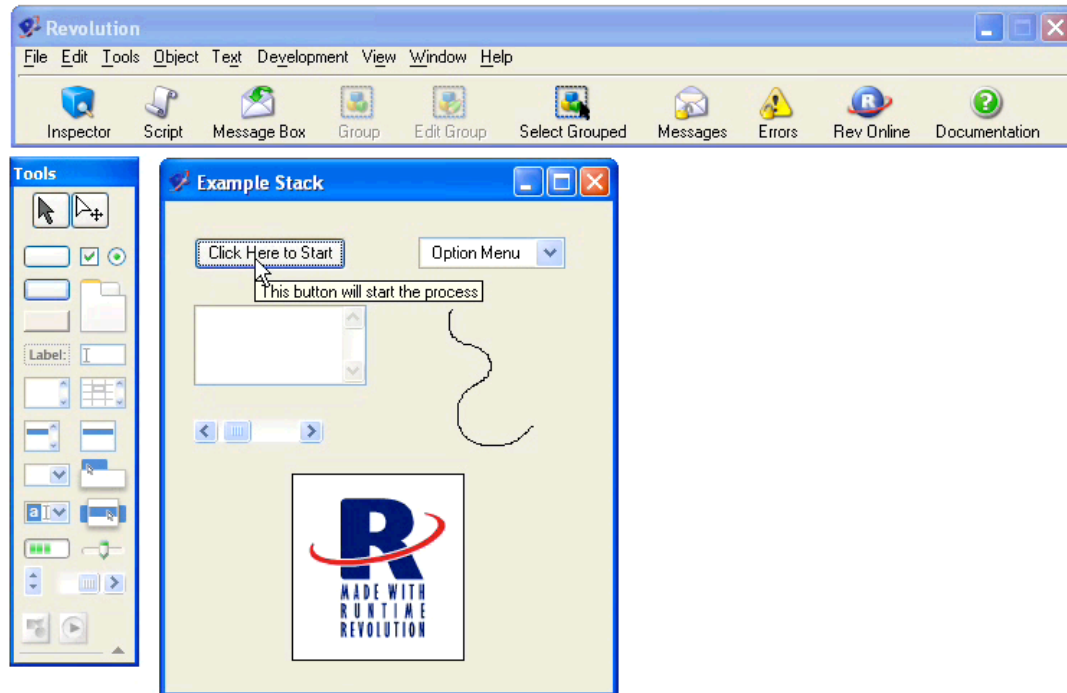 Revolution
File Edit Tools Object Text Development View Window Help
Inspector Script Message Box Group Edit Group Select Grouped Messages Errors Rev Online Documentation
Tools
Example Stack
Click Here to Start
Option Menu
This button will start the process
Label:
a
R
MADE WITH
RUNTIME
REVOLUTION